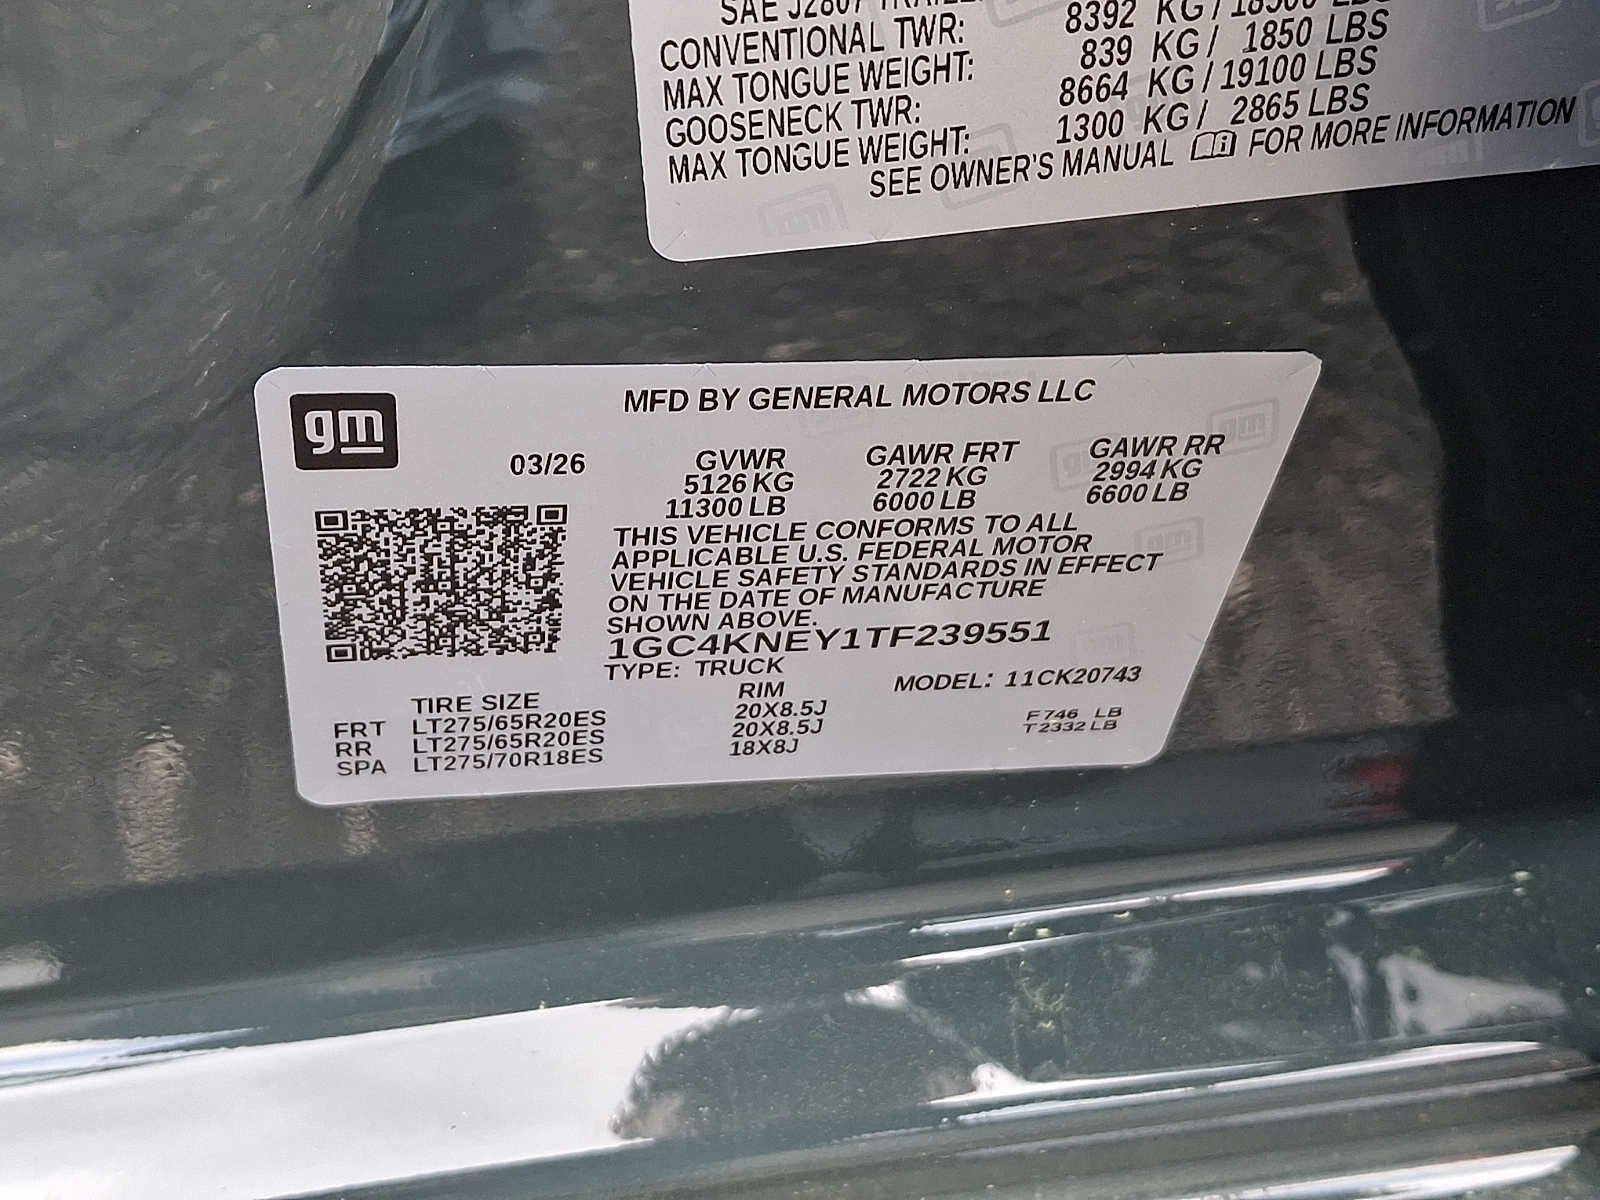 SAE J2807 TRAILER
CONVENTIONAL TWR: 8392 KG / 18500 LBS
MAX TONGUE WEIGHT: 839 KG / 1850 LBS
GOOSENECK TWR: 8664 KG / 19100 LBS
MAX TONGUE WEIGHT: 1300 KG / 2865 LBS
SEE OWNER'S MANUAL FOR MORE INFORMATION
gm
MFD BY GENERAL MOTORS LLC
03/26 GVWR GAWR FRT GAWR RR
5126 KG 2722 KG 2994 KG
11300 LB 6000 LB 6600 LB
THIS VEHICLE CONFORMS TO ALL
APPLICABLE U.S. FEDERAL MOTOR
VEHICLE SAFETY STANDARDS IN EFFECT
ON THE DATE OF MANUFACTURE
SHOWN ABOVE.
1GC4KNEY1TF239551
TYPE: TRUCK MODEL: 11CK20743
TIRE SIZE RIM
FRT LT275/65R20ES 20X8.5J
RR LT275/65R20ES 20X8.5J
SPA LT275/70R18ES 18X8J
F 746 LB
T 2332 LB